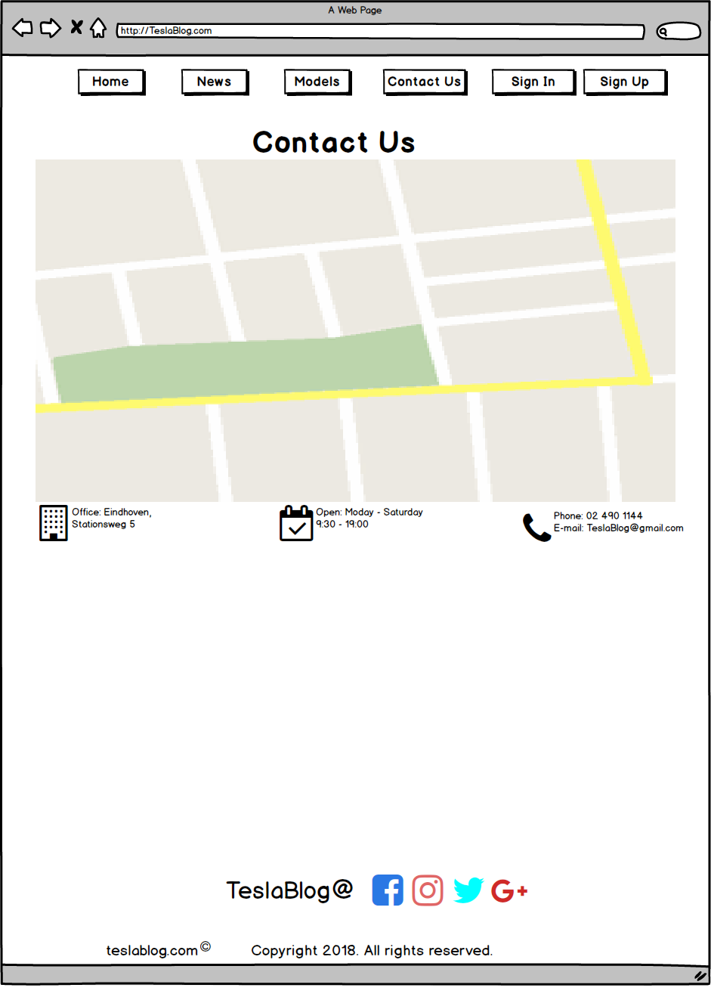 A Web Page
http://TeslaBlog.com
Home News Models Contact Us Sign In Sign Up
Contact Us
Office: Eindhoven,
Stationsweg 5
Open: Moday - Saturday
9:30 - 19:00
Phone: 02 490 1144
E-mail: TeslaBlog@gmail.com
TeslaBlog@ f G+
teslablog.com© Copyright 2018. All rights reserved.